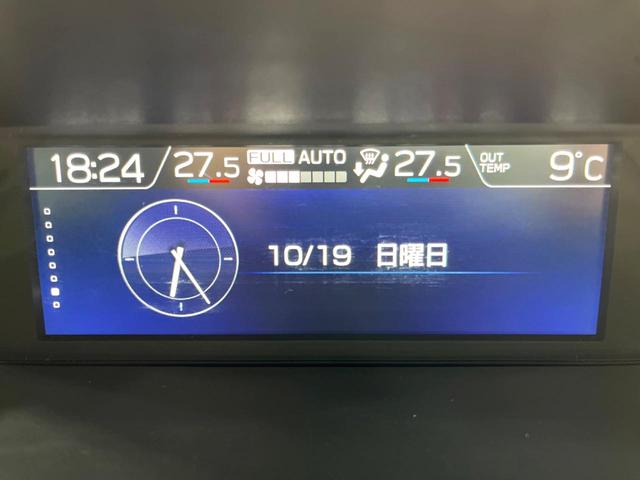 18:24 27.5 FULL AUTO 27.5 OUT TEMP 9°C
10/19 日曜日